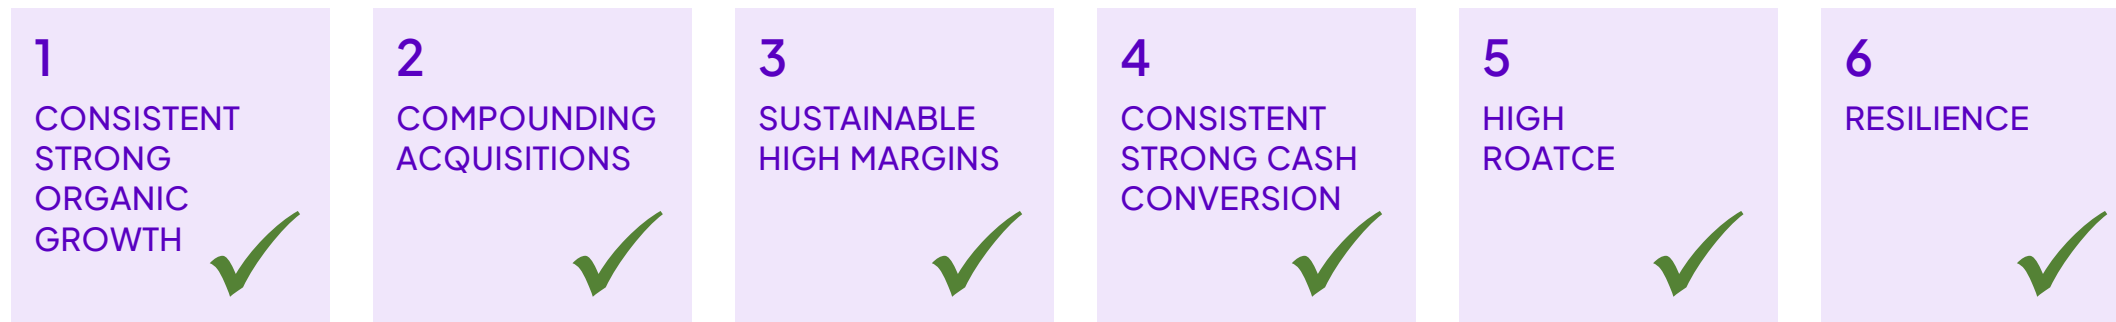 1
CONSISTENT
STRONG
ORGANIC
GROWTH
2
COMPOUNDING
ACQUISITIONS
3
SUSTAINABLE
HIGH MARGINS
4
CONSISTENT
STRONG CASH
CONVERSION
5
HIGH
ROATCE
6
RESILIENCE